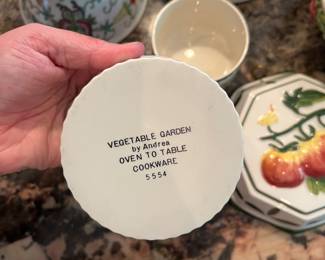 VEGETABLE GARDEN
by Andrea
OVEN TO TABLE
COOKWARE
5554